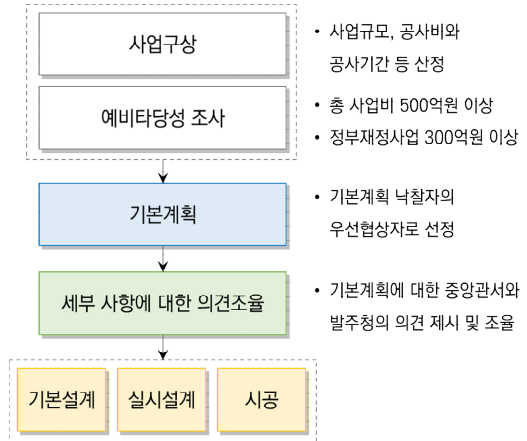 사업구상
• 사업규모, 공사비와
공사기간 등 산정
예비타당성 조사
• 총 사업비 500억원 이상
• 정부재정사업 300억원 이상
기본계획
• 기본계획 낙찰자의
우선협상자로 선정
세부 사항에 대한 의견조율
• 기본계획에 대한 중앙관서와
발주청의 의견 제시 및 조율
기본설계
실시설계
시공